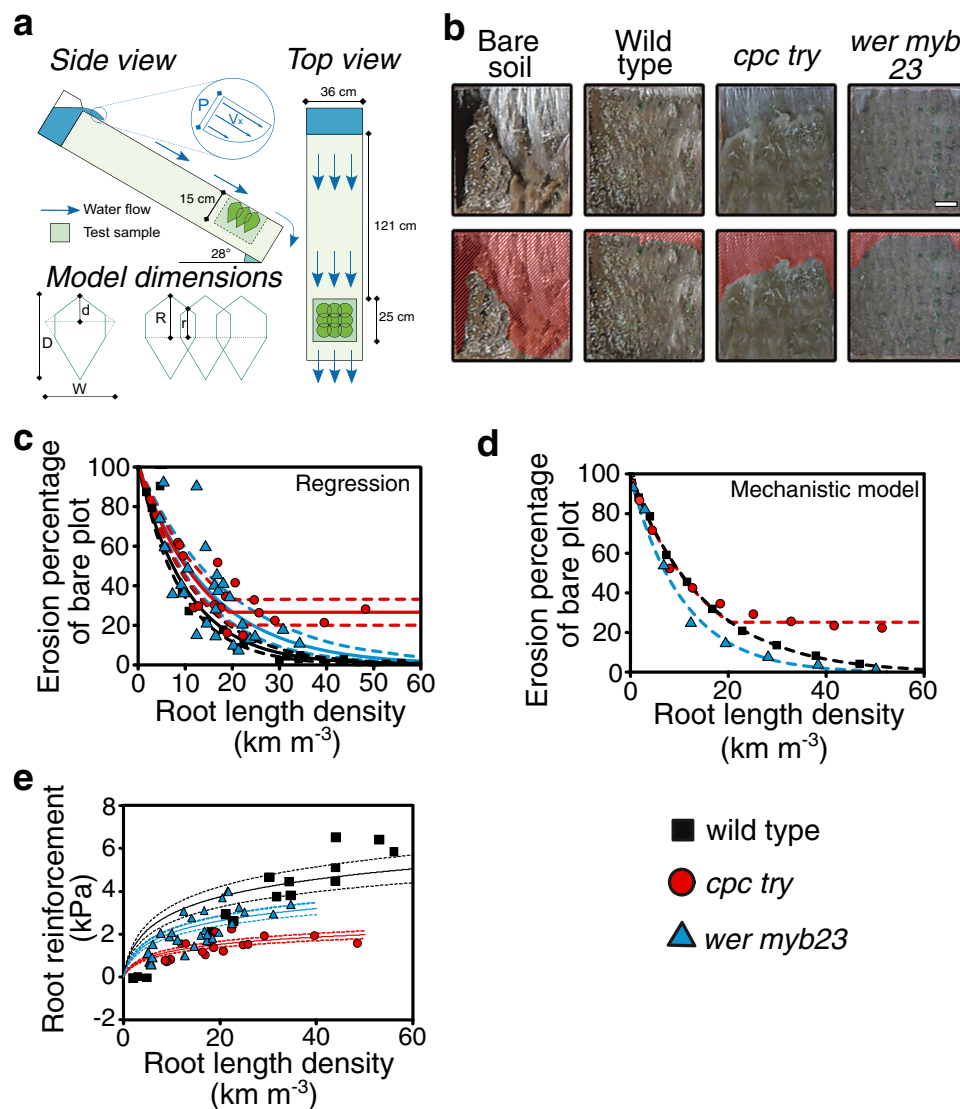 a
Side view
Top view
36 cm
P
Vx
15 cm
Water flow
Test sample
28°
121 cm
25 cm
Model dimensions
d
D
W
R
r
b
Bare
soil
Wild
type
cpc try
wer myb
23
c
Regression
Erosion percentage
of bare plot
100
80
60
40
20
0
0 10 20 30 40 50 60
Root length density
(km m⁻³)
d
Mechanistic model
Erosion percentage
of bare plot
100
80
60
40
20
0
0 20 40 60
Root length density
(km m⁻³)
e
Root reinforcement
(kPa)
8
6
4
2
0
-2
0 20 40 60
Root length density
(km m⁻³)
wild type
cpc try
wer myb23